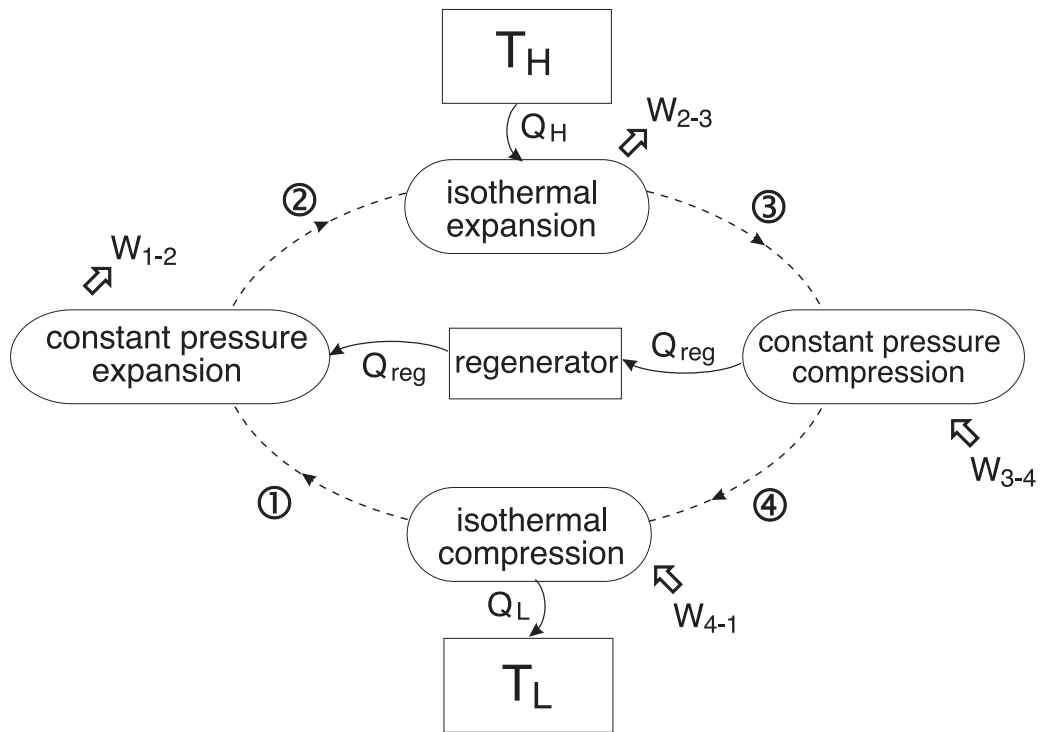 T_H
Q_H
W_2-3
isothermal
expansion
②
③
W_1-2
constant pressure
expansion
Q_reg
regenerator
Q_reg
constant pressure
compression
W_3-4
①
④
isothermal
compression
Q_L
W_4-1
T_L